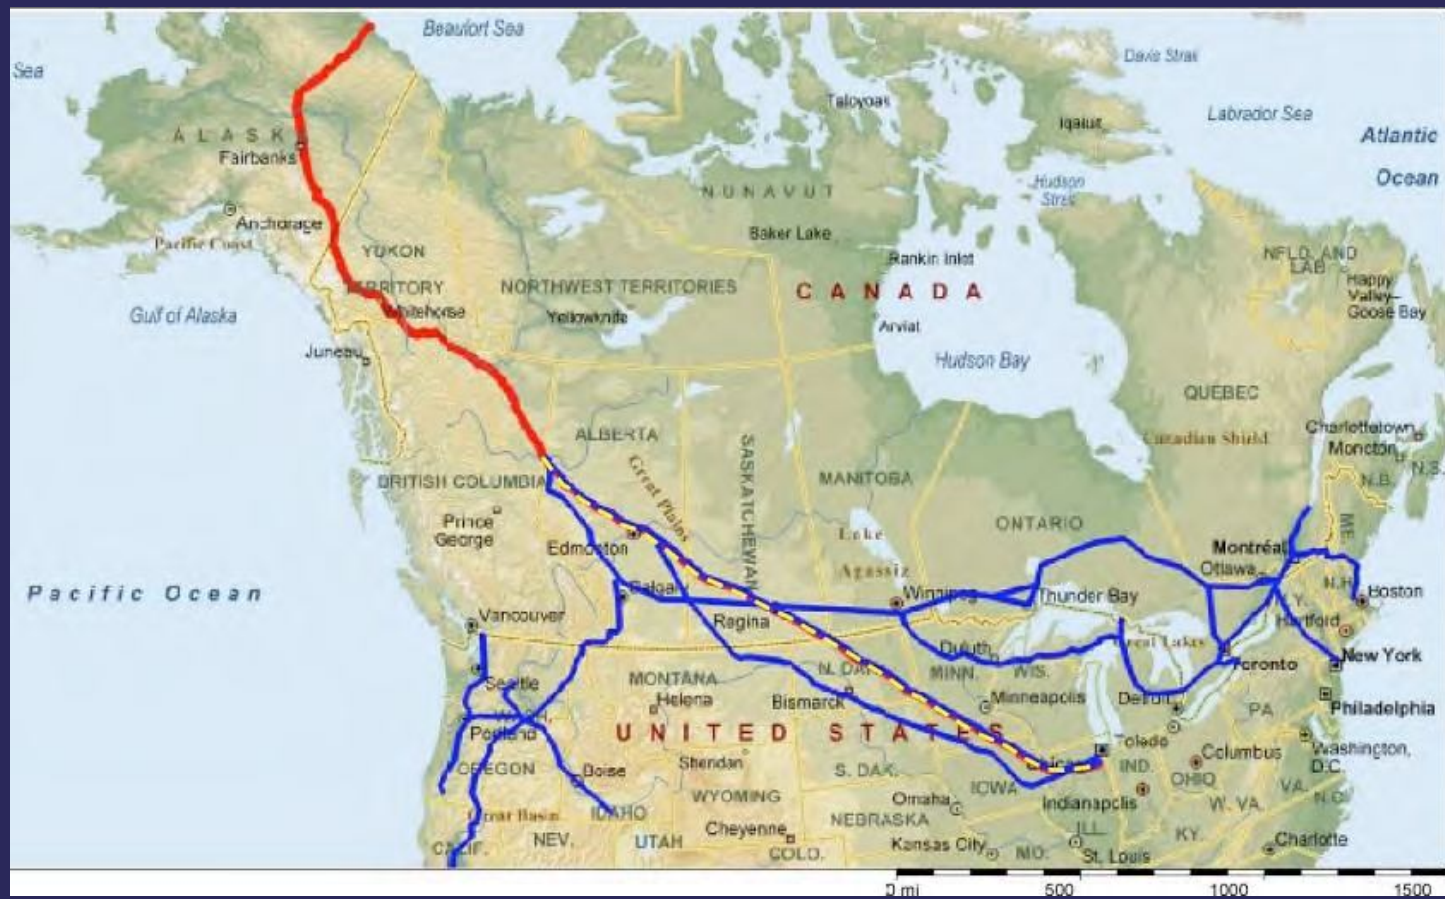 Beaufort Sea
Davis Strait
Sea
Taloyoak
Iqaluit
Labrador Sea
Atlantic
Ocean
ALASK
Fairbanks
Hudson
Strait
NUNAVUT
Anchorage
Pacific Coast
Baker Lake
YUKON
TERRITORY
NFLD. AND
LAB
Rankin Inlet
Happy
Valley–
Goose Bay
NORTHWEST TERRITORIES
CANADA
Whitehorse
Yellowknife
Gulf of Alaska
Arviat
Juneau
Hudson Bay
QUEBEC
ALBERTA
Charlottetown
Moncton
Canadian Shield
SASKATCHEWAN
Great Plains
BRITISH COLUMBIA
MANITOBA
N.B.
N.S.
Prince
George
ONTARIO
ME
Lake
Agassiz
Edmonton
Montréal
Ottawa
Pacific Ocean
Calgary
Winnipeg
Thunder Bay
N.H.
Boston
Vancouver
Regina
Hartford
Duluth
Great Lakes
Toronto
New York
Seattle
MONTANA
Helena
N. DA
MINN.
WIS.
Bismarck
Minneapolis
Detroit
PA
Philadelphia
WASH.
Portland
UNITED STATES
Toledo
Columbus
Washington,
D.C.
OREGON
Boise
Sheridan
S. DAK.
Chicago
IND.
OHIO
IOWA
VA.
N.C.
Great Basin
IDAHO
WYOMING
Omaha
Indianapolis
W. VA.
NEBRASKA
CALIF.
NEV.
UTAH
Cheyenne
COLO.
Kansas City
MO.
ILL.
St. Louis
KY.
Charlotte
0 mi 500 1000 1500